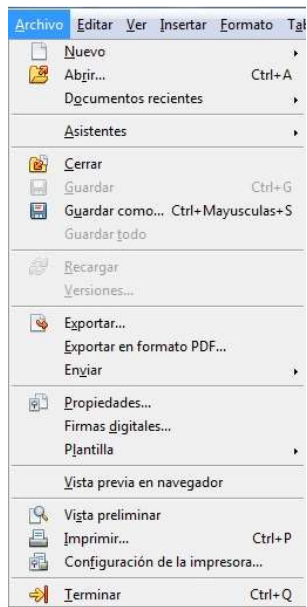 Archivo Editar Ver Insertar Formato
Nuevo
Abrir... Ctrl+A
Documentos recientes
Asistentes
Cerrar
Guardar Ctrl+G
Guardar como... Ctrl+Mayusculas+S
Guardar todo
Recargar
Versiones...
Exportar...
Exportar en formato PDF...
Enviar
Propiedades...
Firmas digitales...
Plantilla
Vista previa en navegador
Vista preliminar
Imprimir... Ctrl+P
Configuración de la impresora...
Terminar Ctrl+Q